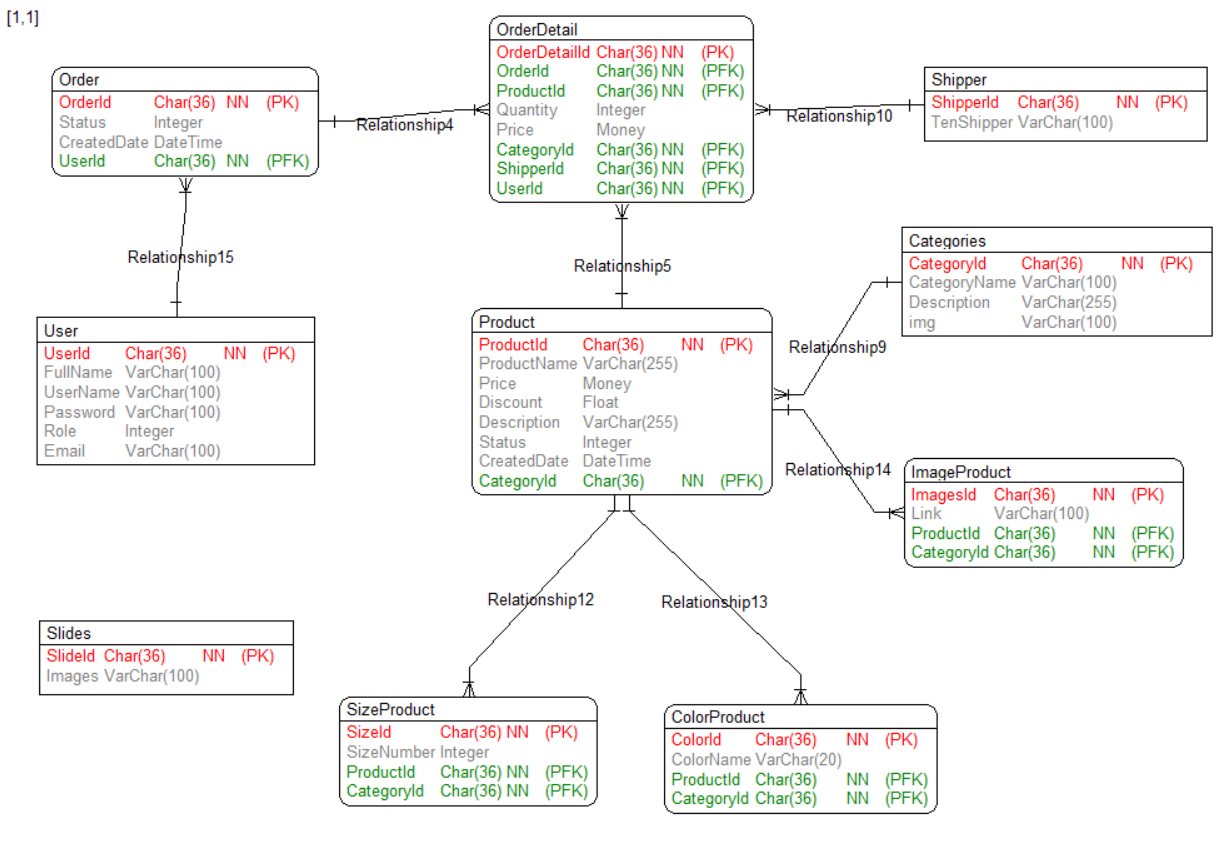 [1,1]
OrderDetail
OrderDetailId Char(36) NN (PK)
OrderId Char(36) NN (PFK)
ProductId Char(36) NN (PFK)
Quantity Integer
Price Money
CategoryId Char(36) NN (PFK)
ShipperId Char(36) NN (PFK)
UserId Char(36) NN (PFK)
Order
OrderId Char(36) NN (PK)
Status Integer
CreatedDate DateTime
UserId Char(36) NN (PFK)
Relationship4
Relationship10
Shipper
ShipperId Char(36) NN (PK)
TenShipper VarChar(100)
Relationship15
Relationship5
Categories
CategoryId Char(36) NN (PK)
CategoryName VarChar(100)
Description VarChar(255)
img VarChar(100)
User
UserId Char(36) NN (PK)
FullName VarChar(100)
UserName VarChar(100)
Password VarChar(100)
Role Integer
Email VarChar(100)
Product
ProductId Char(36) NN (PK)
ProductName VarChar(255)
Price Money
Discount Float
Description VarChar(255)
Status Integer
CreatedDate DateTime
CategoryId Char(36) NN (PFK)
Relationship9
Relationship14
ImageProduct
ImagesId Char(36) NN (PK)
Link VarChar(100)
ProductId Char(36) NN (PFK)
CategoryId Char(36) NN (PFK)
Relationship12
Relationship13
Slides
SlideId Char(36) NN (PK)
Images VarChar(100)
SizeProduct
SizeId Char(36) NN (PK)
SizeNumber Integer
ProductId Char(36) NN (PFK)
CategoryId Char(36) NN (PFK)
ColorProduct
ColorId Char(36) NN (PK)
ColorName VarChar(20)
ProductId Char(36) NN (PFK)
CategoryId Char(36) NN (PFK)